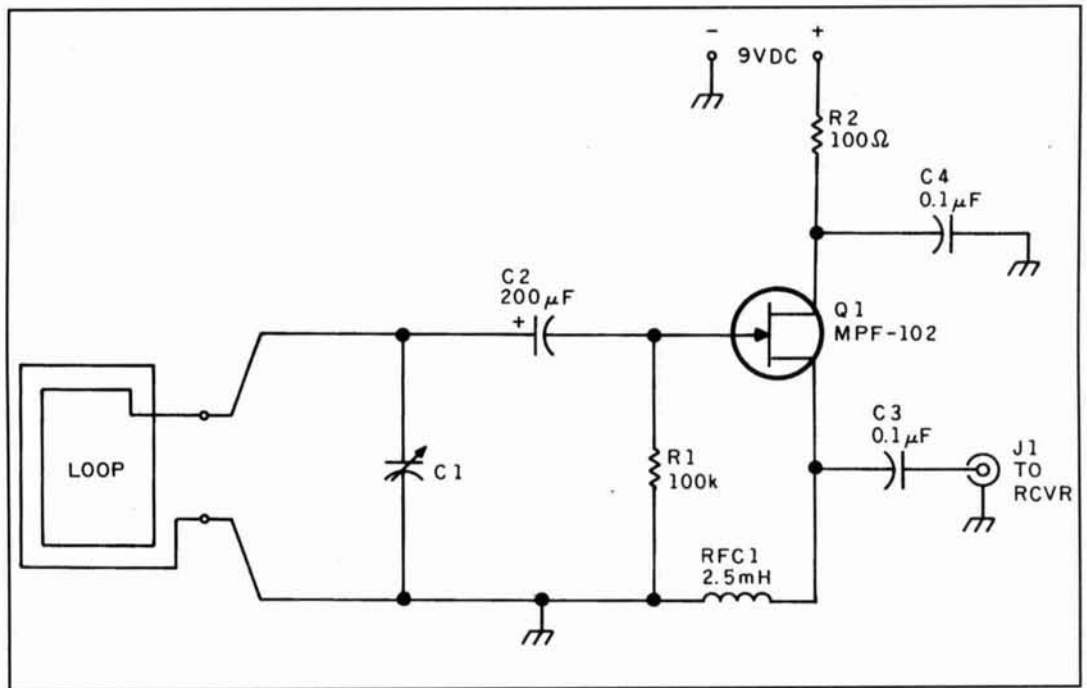 - 9VDC +
R2
100Ω
C4
0.1μF
C2
200μF
+
Q1
MPF-102
C3
0.1μF
J1
TO
RCVR
LOOP
C1
R1
100k
RFC1
2.5mH